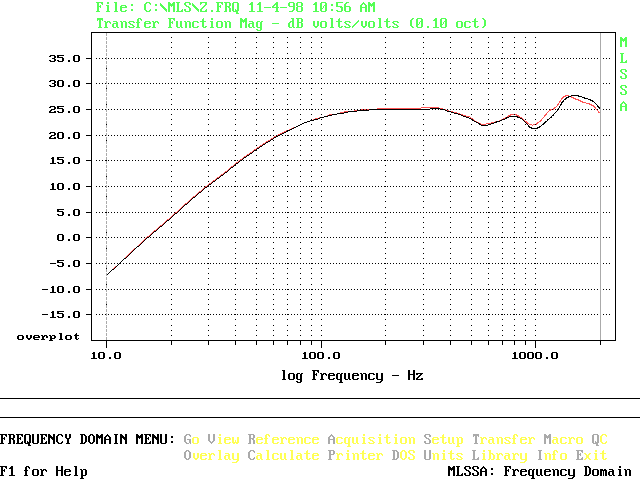 File: C:\MLS\Z.FRQ 11-4-98 10:56 AM
Transfer Function Mag - dB volts/volts (0.10 oct)
MLSSA
35.0
30.0
25.0
20.0
15.0
10.0
5.0
0.0
-5.0
-10.0
-15.0
overplot
10.0 100.0 1000.0
log Frequency - Hz
FREQUENCY DOMAIN MENU: Go View Reference Acquisition Setup Transfer Macro QC
Overlay Calculate Printer DOS Units Library Info Exit
F1 for Help MLSSA: Frequency Domain